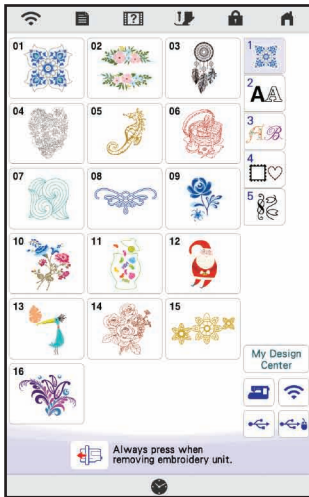 01 02 03
1
2
AA
04 05 06
3
AB
4
07 08 09
5
10 11 12
13 14 15
My Design
Center
16
Always press when
removing embroidery unit.